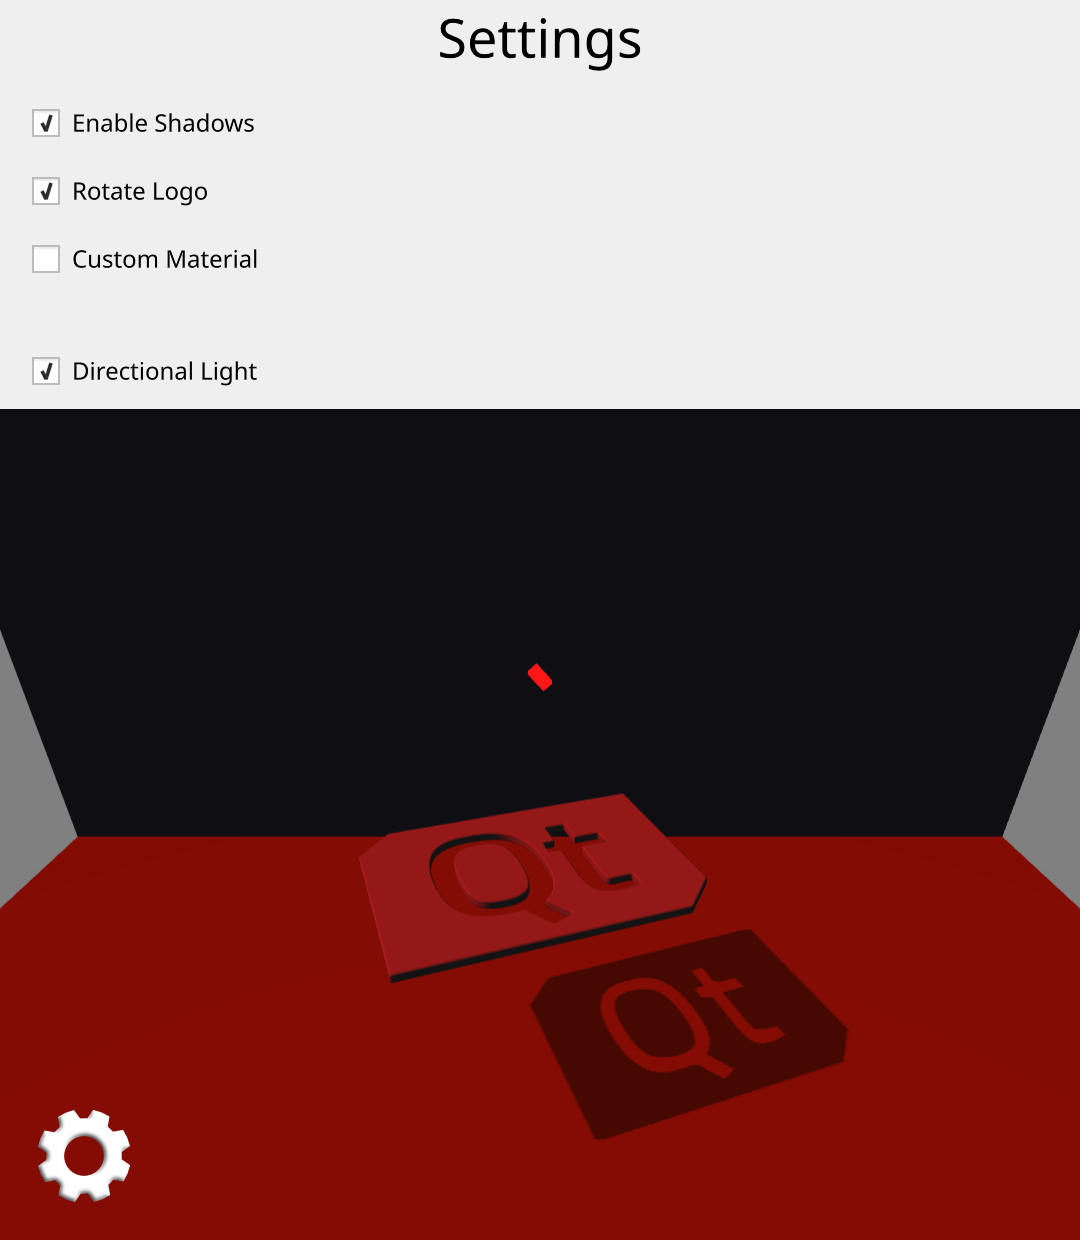 Settings
Enable Shadows
Rotate Logo
Custom Material
Directional Light
Qt
Qt